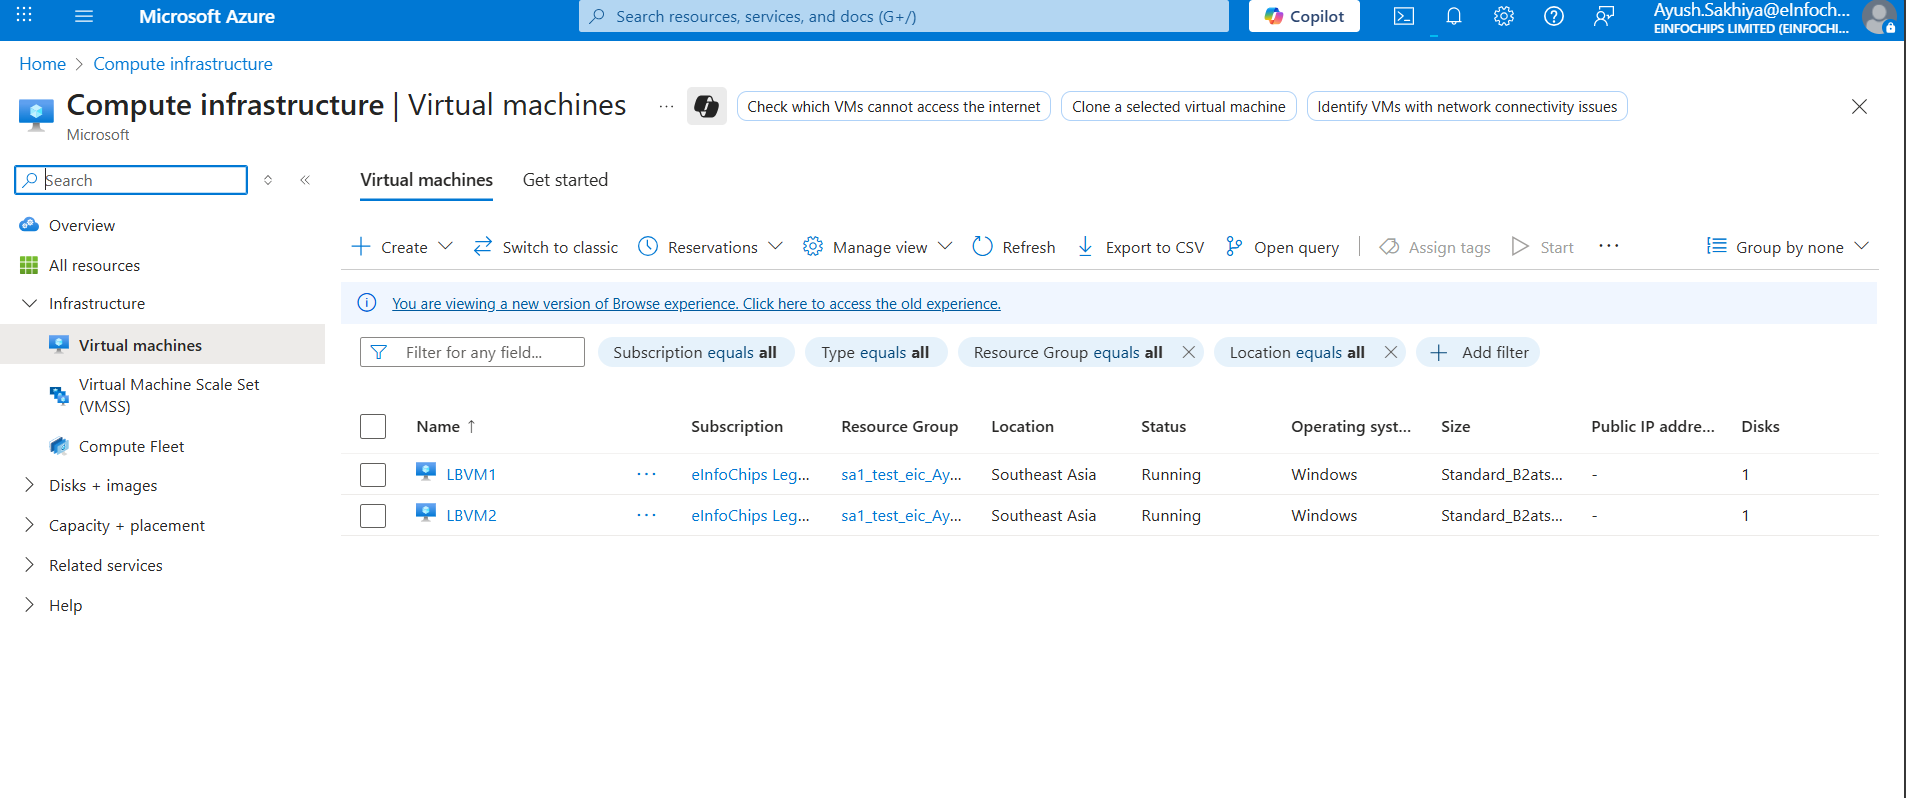 Microsoft Azure
Search resources, services, and docs (G+/)
Copilot
Ayush.Sakhiya@eInfoch...
EINFOCHIPS LIMITED (EINFOCHI...
Home > Compute infrastructure
Compute infrastructure | Virtual machines
...
Check which VMs cannot access the internet
Clone a selected virtual machine
Identify VMs with network connectivity issues
Microsoft
Search
Overview
All resources
Infrastructure
Virtual machines
Virtual Machine Scale Set
(VMSS)
Compute Fleet
Disks + images
Capacity + placement
Related services
Help
Virtual machines
Get started
Create
Switch to classic
Reservations
Manage view
Refresh
Export to CSV
Open query
Assign tags
Start
...
Group by none
You are viewing a new version of Browse experience. Click here to access the old experience.
Filter for any field...
Subscription equals all
Type equals all
Resource Group equals all
Location equals all
Add filter
Name ↑ Subscription Resource Group Location Status Operating syst... Size Public IP addre... Disks
LBVM1 ... eInfoChips Leg... sa1_test_eic_Ay... Southeast Asia Running Windows Standard_B2ats... - 1
LBVM2 ... eInfoChips Leg... sa1_test_eic_Ay... Southeast Asia Running Windows Standard_B2ats... - 1